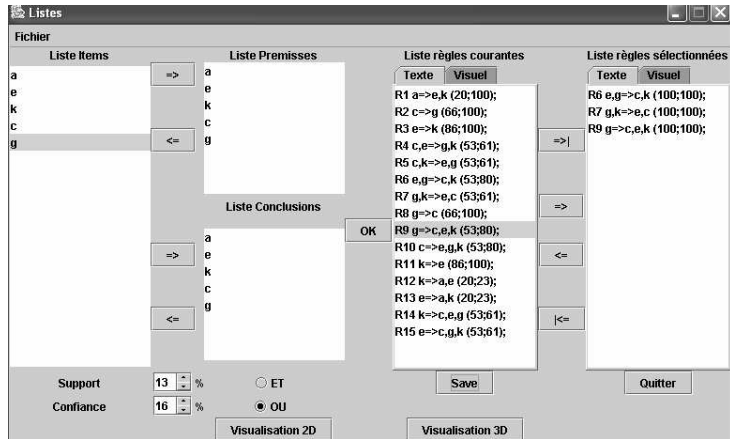 Listes
Fichier
Liste Items
a
e
k
c
g
=>
<=
=>
<=
Liste Premisses
a
e
k
c
g
Liste Conclusions
a
e
k
c
g
OK
Liste règles courantes
Texte Visuel
R1 a=>e,k (20;100);
R2 c=>g (66;100);
R3 e=>k (86;100);
R4 c,e=>g,k (53;61);
R5 c,k=>e,g (53;61);
R6 e,g=>c,k (53;80);
R7 g,k=>e,c (53;61);
R8 g=>c (66;100);
R9 g=>c,e,k (53;80);
R10 c=>e,g,k (53;80);
R11 k=>e (86;100);
R12 k=>a,e (20;23);
R13 e=>a,k (20;23);
R14 k=>c,e,g (53;61);
R15 e=>c,g,k (53;61);
=>|
=>
<=
|<=
Liste règles sélectionnées
Texte Visuel
R6 e,g=>c,k (100;100);
R7 g,k=>e,c (100;100);
R9 g=>c,e,k (100;100);
Save
Quitter
Support 13 % ET
Confiance 16 % OU
Visualisation 2D
Visualisation 3D